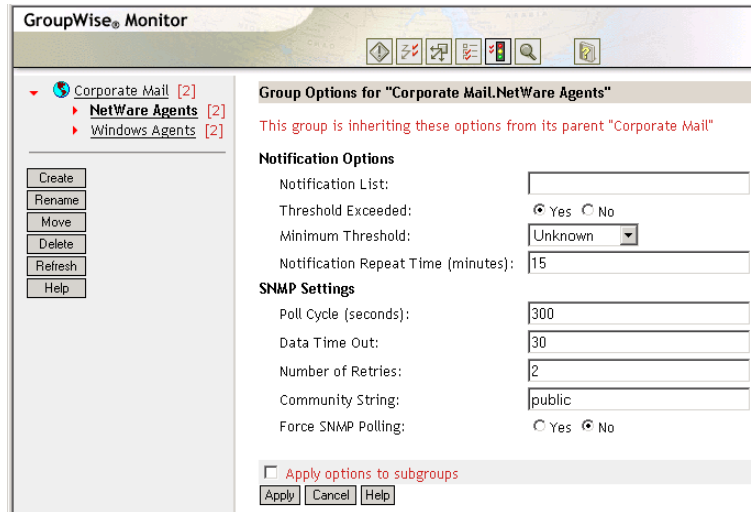 GroupWise® Monitor
Corporate Mail [2]
NetWare Agents [2]
Windows Agents [2]
Create
Rename
Move
Delete
Refresh
Help
Group Options for "Corporate Mail.NetWare Agents"
This group is inheriting these options from its parent "Corporate Mail"
Notification Options
Notification List:
Threshold Exceeded: Yes No
Minimum Threshold: Unknown
Notification Repeat Time (minutes): 15
SNMP Settings
Poll Cycle (seconds): 300
Data Time Out: 30
Number of Retries: 2
Community String: public
Force SNMP Polling: Yes No
Apply options to subgroups
Apply Cancel Help